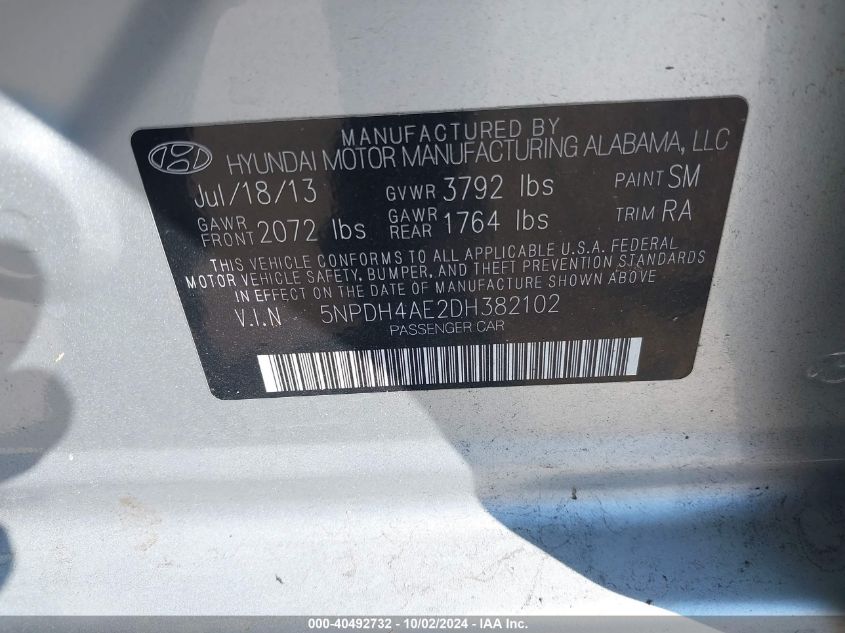 MANUFACTURED BY
HYUNDAI MOTOR MANUFACTURING ALABAMA, LLC
Jul/18/13 GVWR 3792 lbs PAINT SM
GAWR FRONT 2072 lbs GAWR REAR 1764 lbs TRIM RA
THIS VEHICLE CONFORMS TO ALL APPLICABLE U.S.A. FEDERAL
MOTOR VEHICLE SAFETY, BUMPER, AND THEFT PREVENTION STANDARDS
IN EFFECT ON THE DATE OF MANUFACTURE SHOWN ABOVE
V.I.N 5NPDH4AE2DH382102
PASSENGER CAR
000-40492732 - 10/02/2024 - IAA Inc.